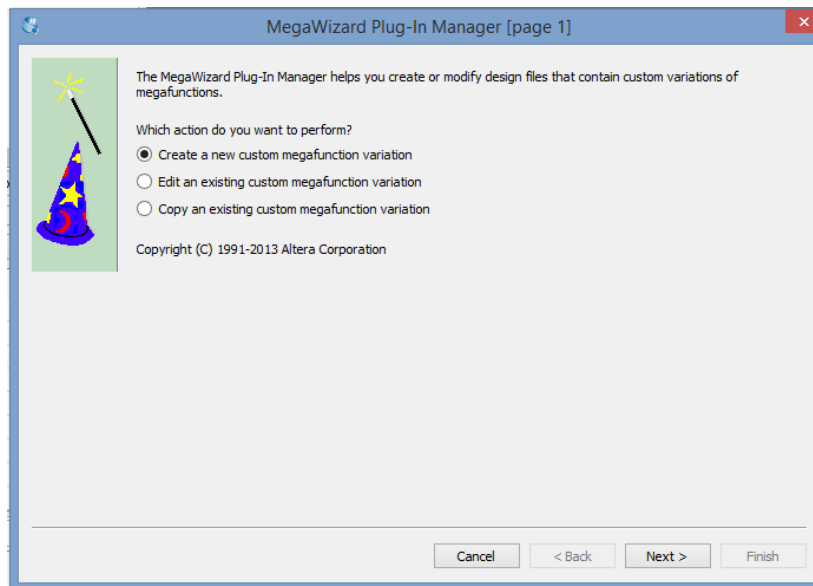 MegaWizard Plug-In Manager [page 1]
The MegaWizard Plug-In Manager helps you create or modify design files that contain custom variations of
megafunctions.
Which action do you want to perform?
Create a new custom megafunction variation
Edit an existing custom megafunction variation
Copy an existing custom megafunction variation
Copyright (C) 1991-2013 Altera Corporation
Cancel < Back Next > Finish